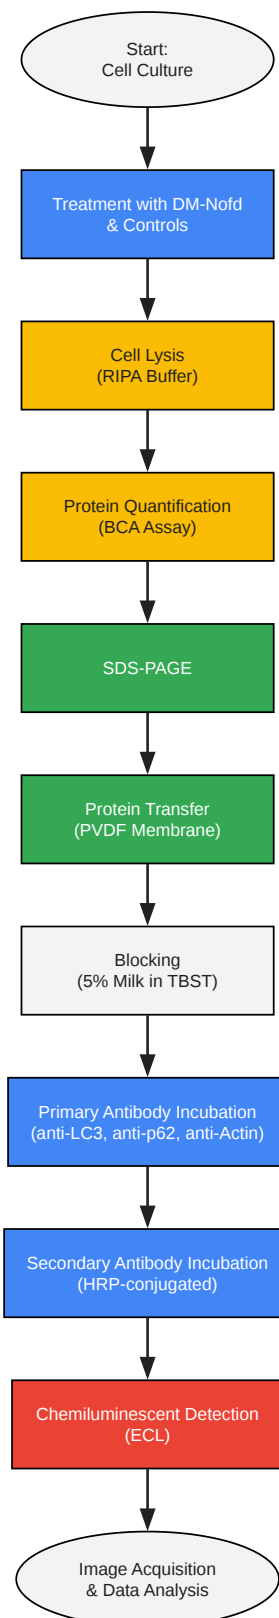 Start:
Cell Culture
Treatment with DM-Nofd
& Controls
Cell Lysis
(RIPA Buffer)
Protein Quantification
(BCA Assay)
SDS-PAGE
Protein Transfer
(PVDF Membrane)
Blocking
(5% Milk in TBST)
Primary Antibody Incubation
(anti-LC3, anti-p62, anti-Actin)
Secondary Antibody Incubation
(HRP-conjugated)
Chemiluminescent Detection
(ECL)
Image Acquisition
& Data Analysis